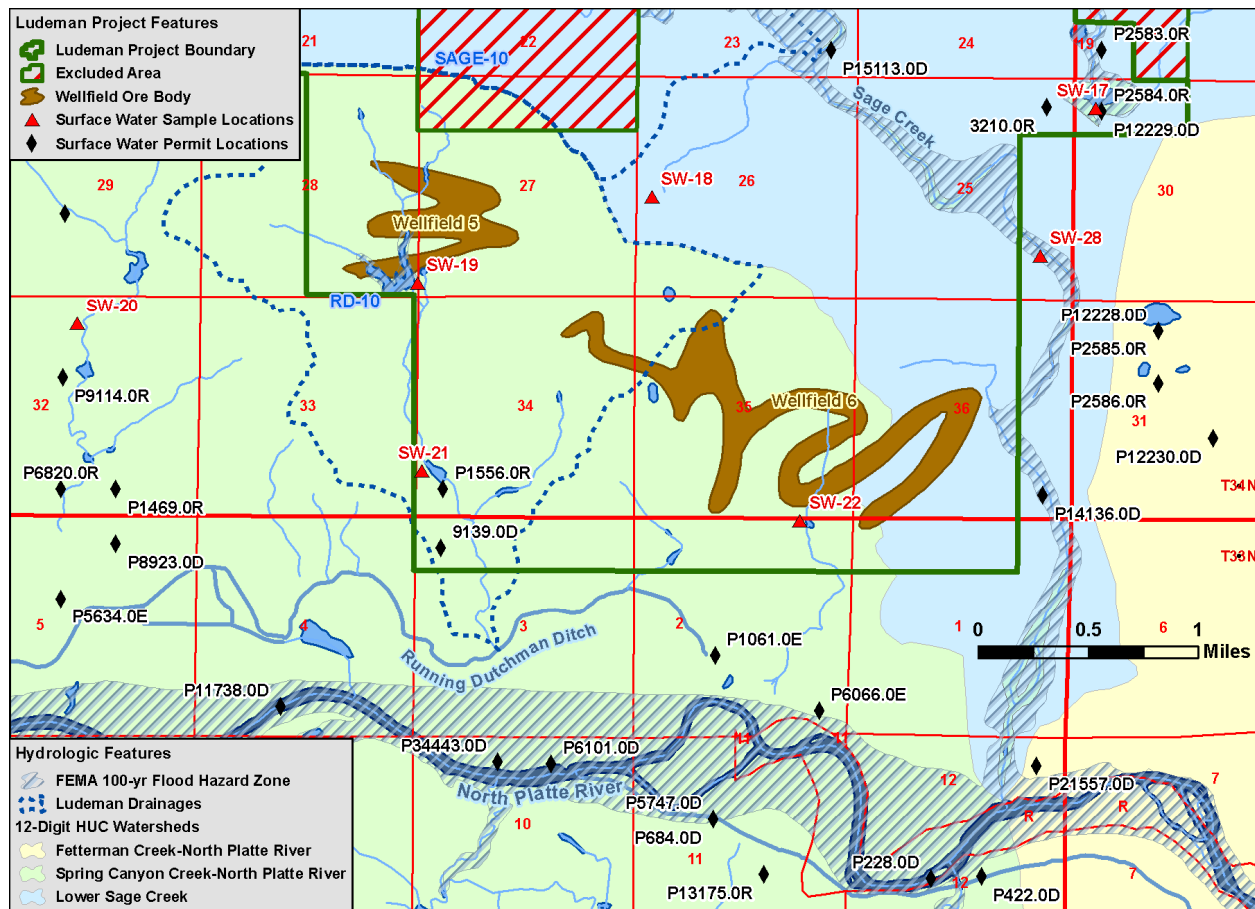 Ludeman Project Features
Ludeman Project Boundary
Excluded Area
Wellfield Ore Body
Surface Water Sample Locations
Surface Water Permit Locations
21
22
23
24
19
P2583.0R
SAGE-10
P15113.0D
SW-17
P2584.0R
Sage Creek
3210.0R
P12229.0D
29
28
27
SW-18
26
25
30
Wellfield 5
SW-28
SW-19
RD-10
SW-20
P12228.0D
P2585.0R
P9114.0R
P2586.0R
32
33
34
35
Wellfield 6
36
31
P12230.0D
SW-21
P6820.0R
P1556.0R
T34N
P1469.0R
SW-22
P14136.0D
9139.0D
P8923.0D
T33N
P5634.0E
5
4
3
2
1
6
0 0.5 1
Miles
Running Dutchman Ditch
P1061.0E
P11738.0D
P6066.0E
P34443.0D
P6101.0D
11
11
North Platte River
P5747.0D
12
P21557.0D
7
R
R
10
P684.0D
11
P228.0D
7
P13175.0R
12
P422.0D
Hydrologic Features
FEMA 100-yr Flood Hazard Zone
Ludeman Drainages
12-Digit HUC Watersheds
Fetterman Creek-North Platte River
Spring Canyon Creek-North Platte River
Lower Sage Creek